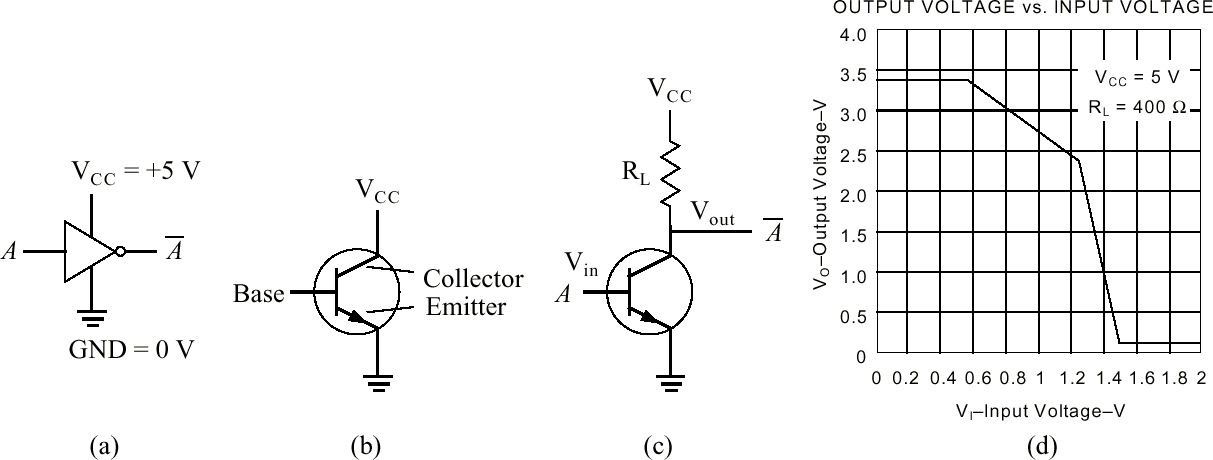 V_CC = +5 V
A
A̅
GND = 0 V
(a)
V_CC
Base
Collector
Emitter
(b)
V_CC
R_L
V_out
A̅
V_in
A
(c)
OUTPUT VOLTAGE vs. INPUT VOLTAGE
V_CC = 5 V
R_L = 400 Ω
V_O–Output Voltage–V
4.0
3.5
3.0
2.5
2.0
1.5
1.0
0.5
0
0 0.2 0.4 0.6 0.8 1 1.2 1.4 1.6 1.8 2
V_I–Input Voltage–V
(d)